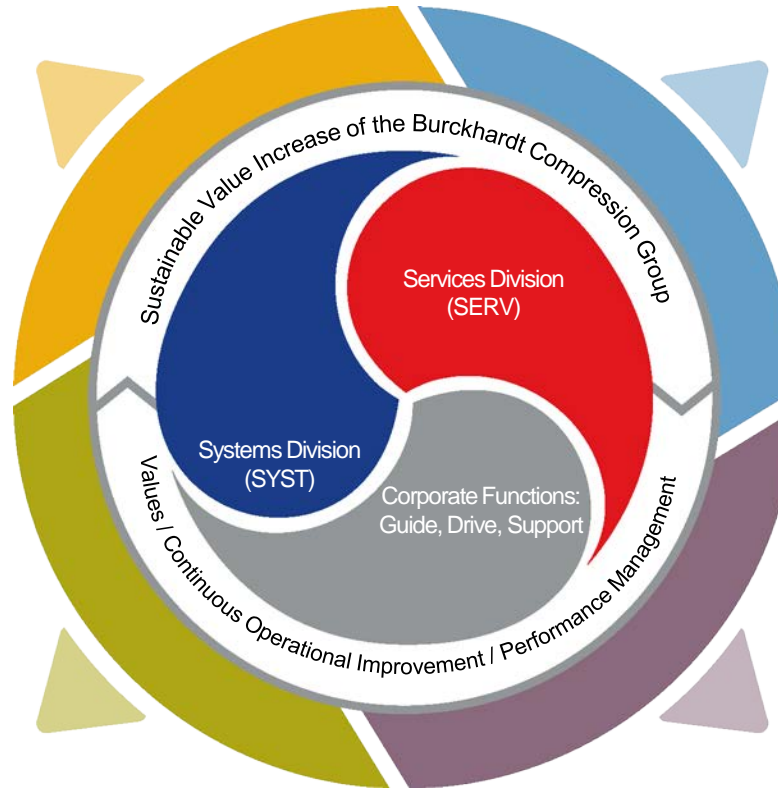 Sustainable Value Increase of the Burckhardt Compression Group
Services Division
(SERV)
Systems Division
(SYST)
Corporate Functions:
Guide, Drive, Support
Values / Continuous Operational Improvement / Performance Management